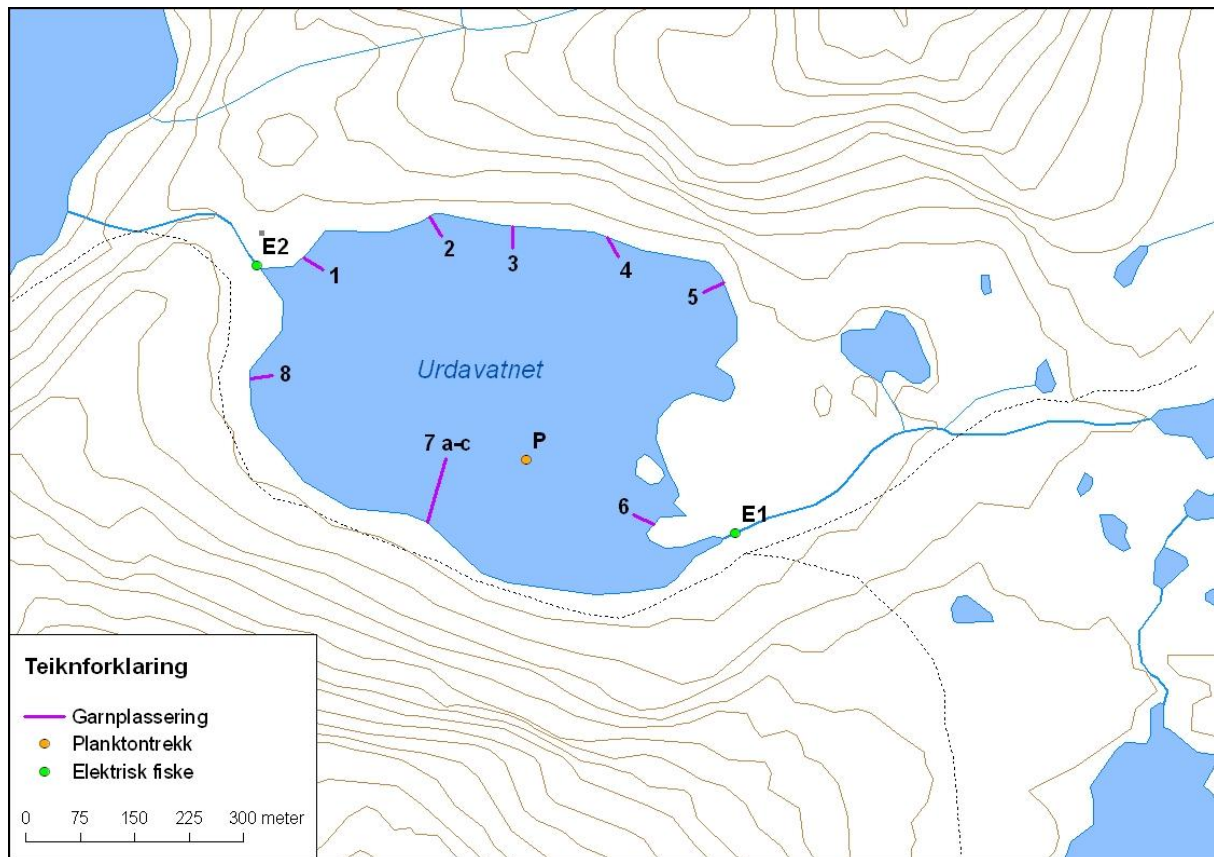 E2
1
2
3
4
5
8
Urdavatnet
7 a-c
P
6
E1
Teiknforklaring
Garnplassering
Planktontrekk
Elektrisk fiske
0 75 150 225 300 meter